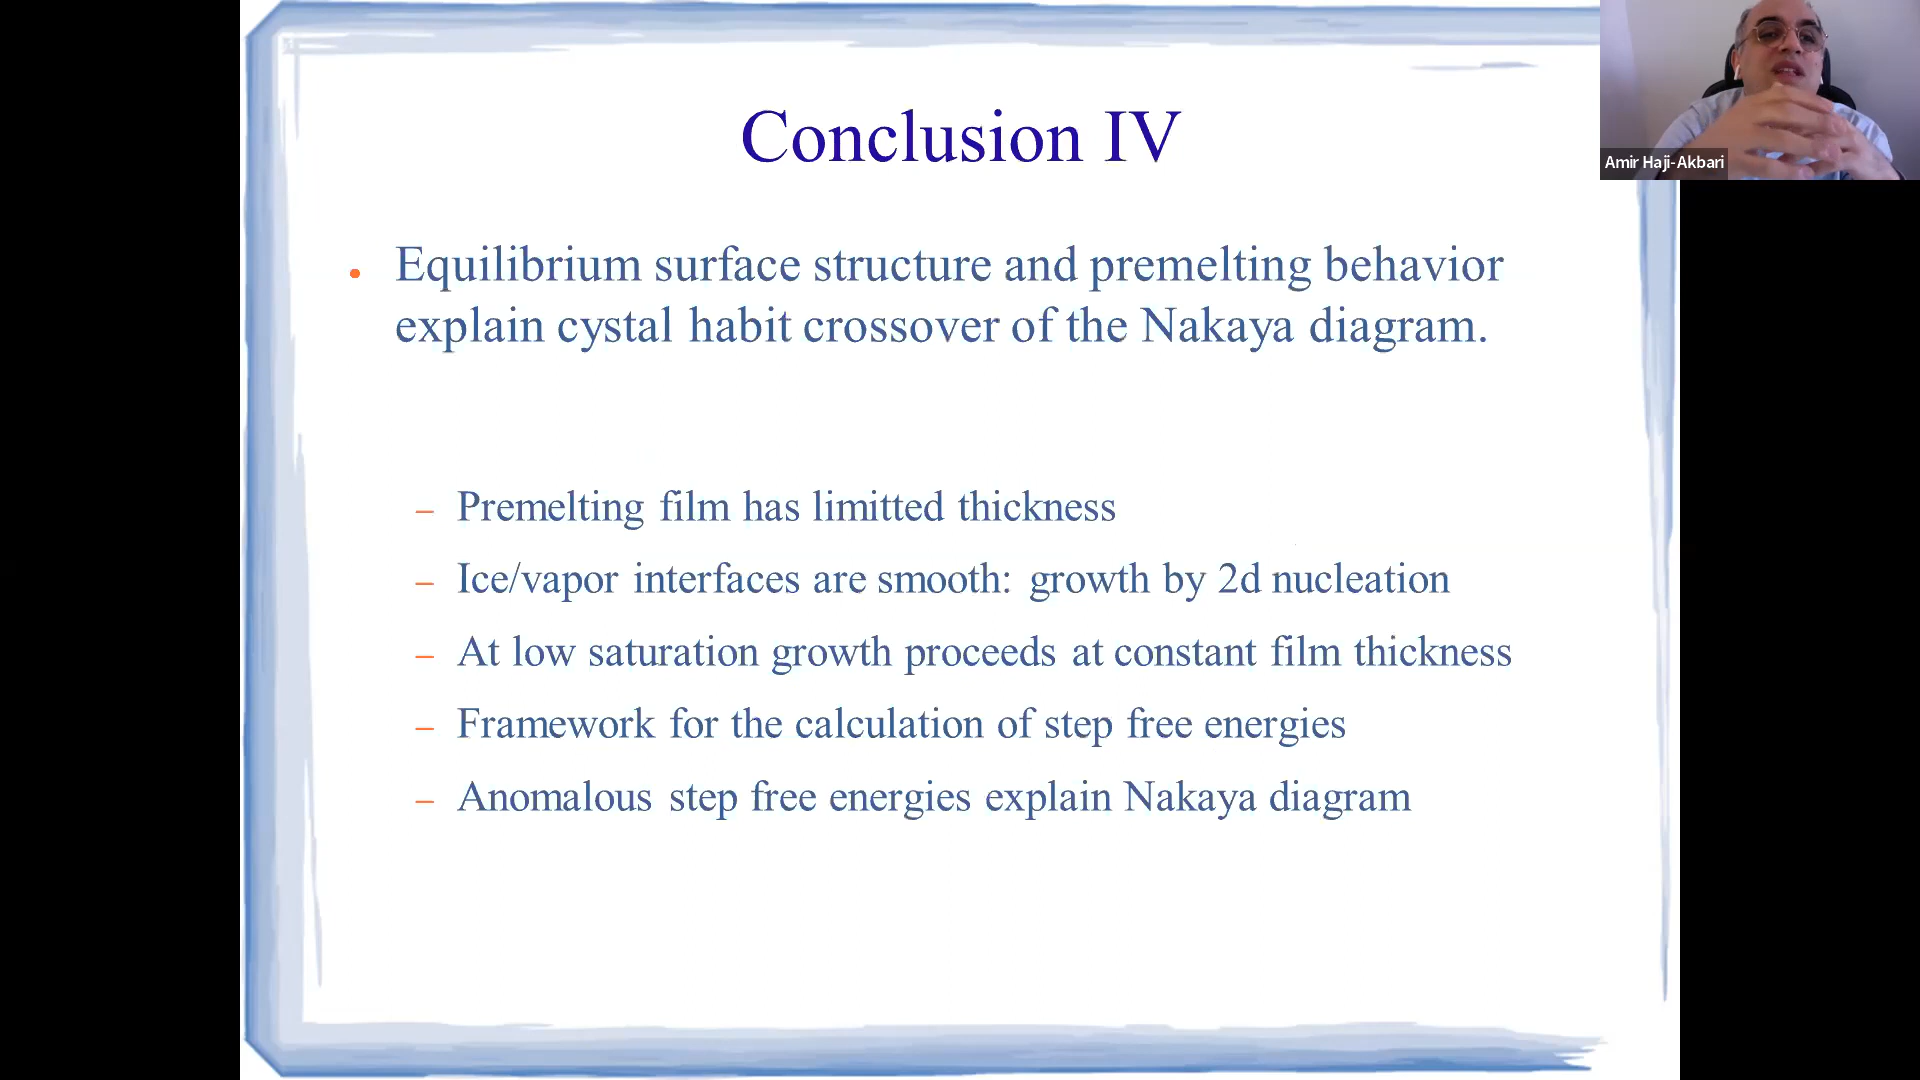 Conclusion IV
Amir Haji-Akbari
• Equilibrium surface structure and premelting behavior
explain cystal habit crossover of the Nakaya diagram.
– Premelting film has limitted thickness
– Ice/vapor interfaces are smooth: growth by 2d nucleation
– At low saturation growth proceeds at constant film thickness
– Framework for the calculation of step free energies
– Anomalous step free energies explain Nakaya diagram